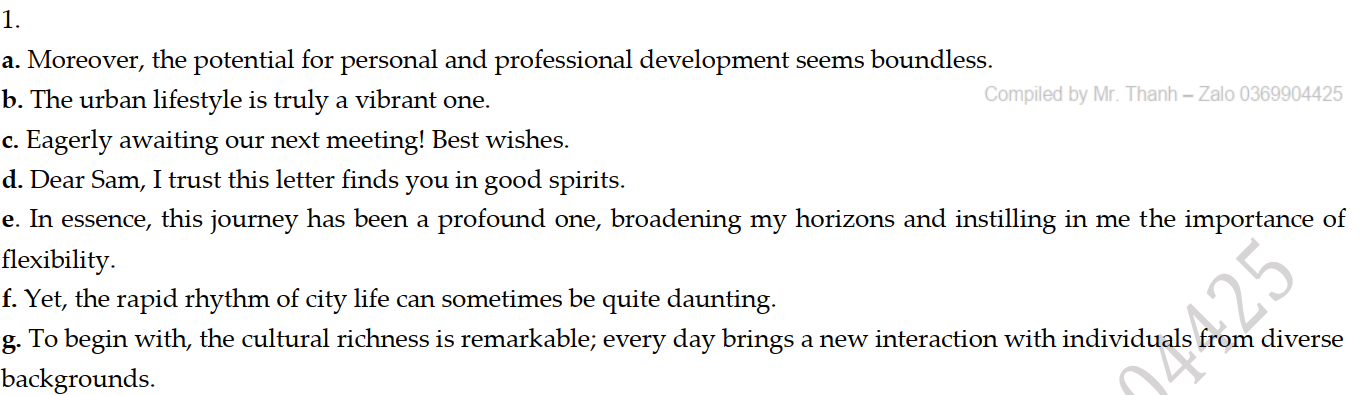 1.
a. Moreover, the potential for personal and professional development seems boundless.
b. The urban lifestyle is truly a vibrant one.
Compiled by Mr. Thanh – Zalo 0369904425
c. Eagerly awaiting our next meeting! Best wishes.
d. Dear Sam, I trust this letter finds you in good spirits.
e. In essence, this journey has been a profound one, broadening my horizons and instilling in me the importance of
flexibility.
f. Yet, the rapid rhythm of city life can sometimes be quite daunting.
g. To begin with, the cultural richness is remarkable; every day brings a new interaction with individuals from diverse
backgrounds.
04425